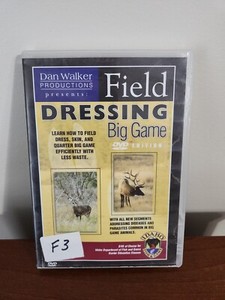 Dan Walker
PRODUCTIONS
presents:
Field
DRESSING
Big Game
DVD EDITION
LEARN HOW TO FIELD
DRESS, SKIN, AND
QUARTER BIG GAME
EFFICIENTLY WITH
LESS WASTE.
WITH ALL NEW SEGMENTS
ADDRESSING DISEASES AND
PARASITES COMMON IN BIG
GAME ANIMALS.
F3
IDAHO
DVD